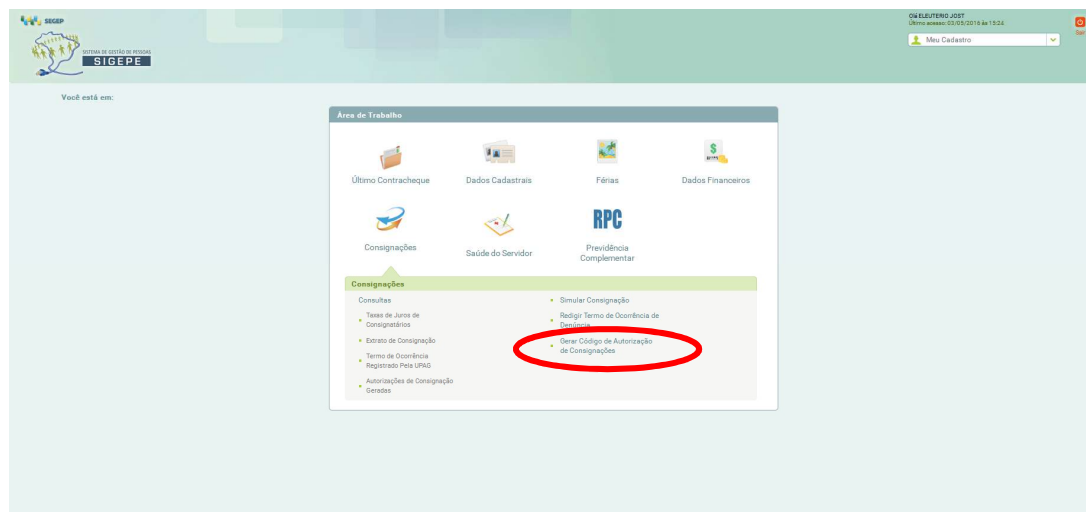 SEGEP
SISTEMA DE GESTÃO DE PESSOAS
SIGEPE
Olá ELEUTERIO JOST
Último acesso: 03/05/2016 às 15:24
Meu Cadastro
Sair
Você está em:
Área de Trabalho
Último Contracheque
Dados Cadastrais
Férias
Dados Financeiros
Consignações
Saúde do Servidor
RPC
Previdência
Complementar
Consignações
Consultas
Taxas de Juros de
Consignatários
Extrato de Consignação
Termo de Ocorrência
Registrado Pela UPAG
Autorizações de Consignação
Geradas
Simular Consignação
Redigir Termo de Ocorrência de
Denúncia
Gerar Código de Autorização
de Consignações